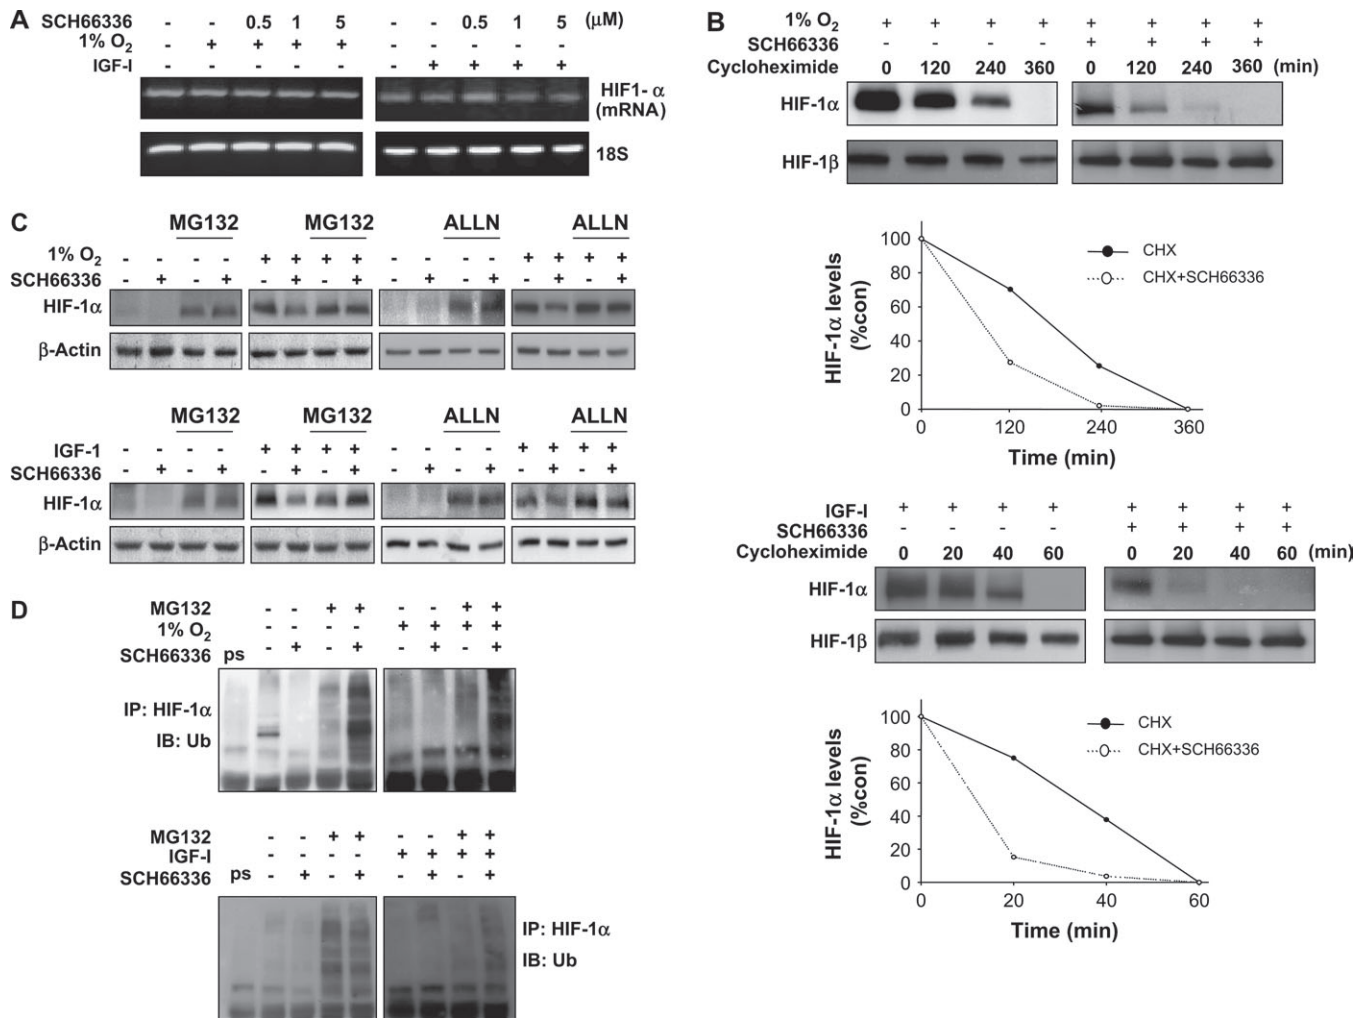 A
SCH66336 - - 0.5 1 5 - - 0.5 1 5 (μM)
1% O2 - + + + + - - - - -
IGF-I - - - - - - + + + +
HIF1- α
(mRNA)
18S
B
1% O2 + + + + + + + +
SCH66336 - - - - + + + +
Cycloheximide 0 120 240 360 0 120 240 360 (min)
HIF-1α
HIF-1β
HIF-1α levels
(%con)
100
80
60
40
20
0
CHX
CHX+SCH66336
0 120 240 360
Time (min)
IGF-I + + + + + + + +
SCH66336 - - - - + + + +
Cycloheximide 0 20 40 60 0 20 40 60 (min)
HIF-1α
HIF-1β
HIF-1α levels
(%con)
100
80
60
40
20
0
CHX
CHX+SCH66336
0 20 40 60
Time (min)
C
MG132 MG132 ALLN ALLN
1% O2 - - - - + + + + - - - - + + + +
SCH66336 - + - + - + - + - + - + - + - +
HIF-1α
β-Actin
MG132 MG132 ALLN ALLN
IGF-1 - - - - + + + + - - - - + + + +
SCH66336 - + - + - + - + - + - + - + - +
HIF-1α
β-Actin
D
MG132 - - + + - - + +
1% O2 - - - - + + + +
SCH66336 ps - + - + - + - +
IP: HIF-1α
IB: Ub
MG132 - - + + - - + +
IGF-I - - - - + + + +
SCH66336 ps - + - + - + - +
IP: HIF-1α
IB: Ub